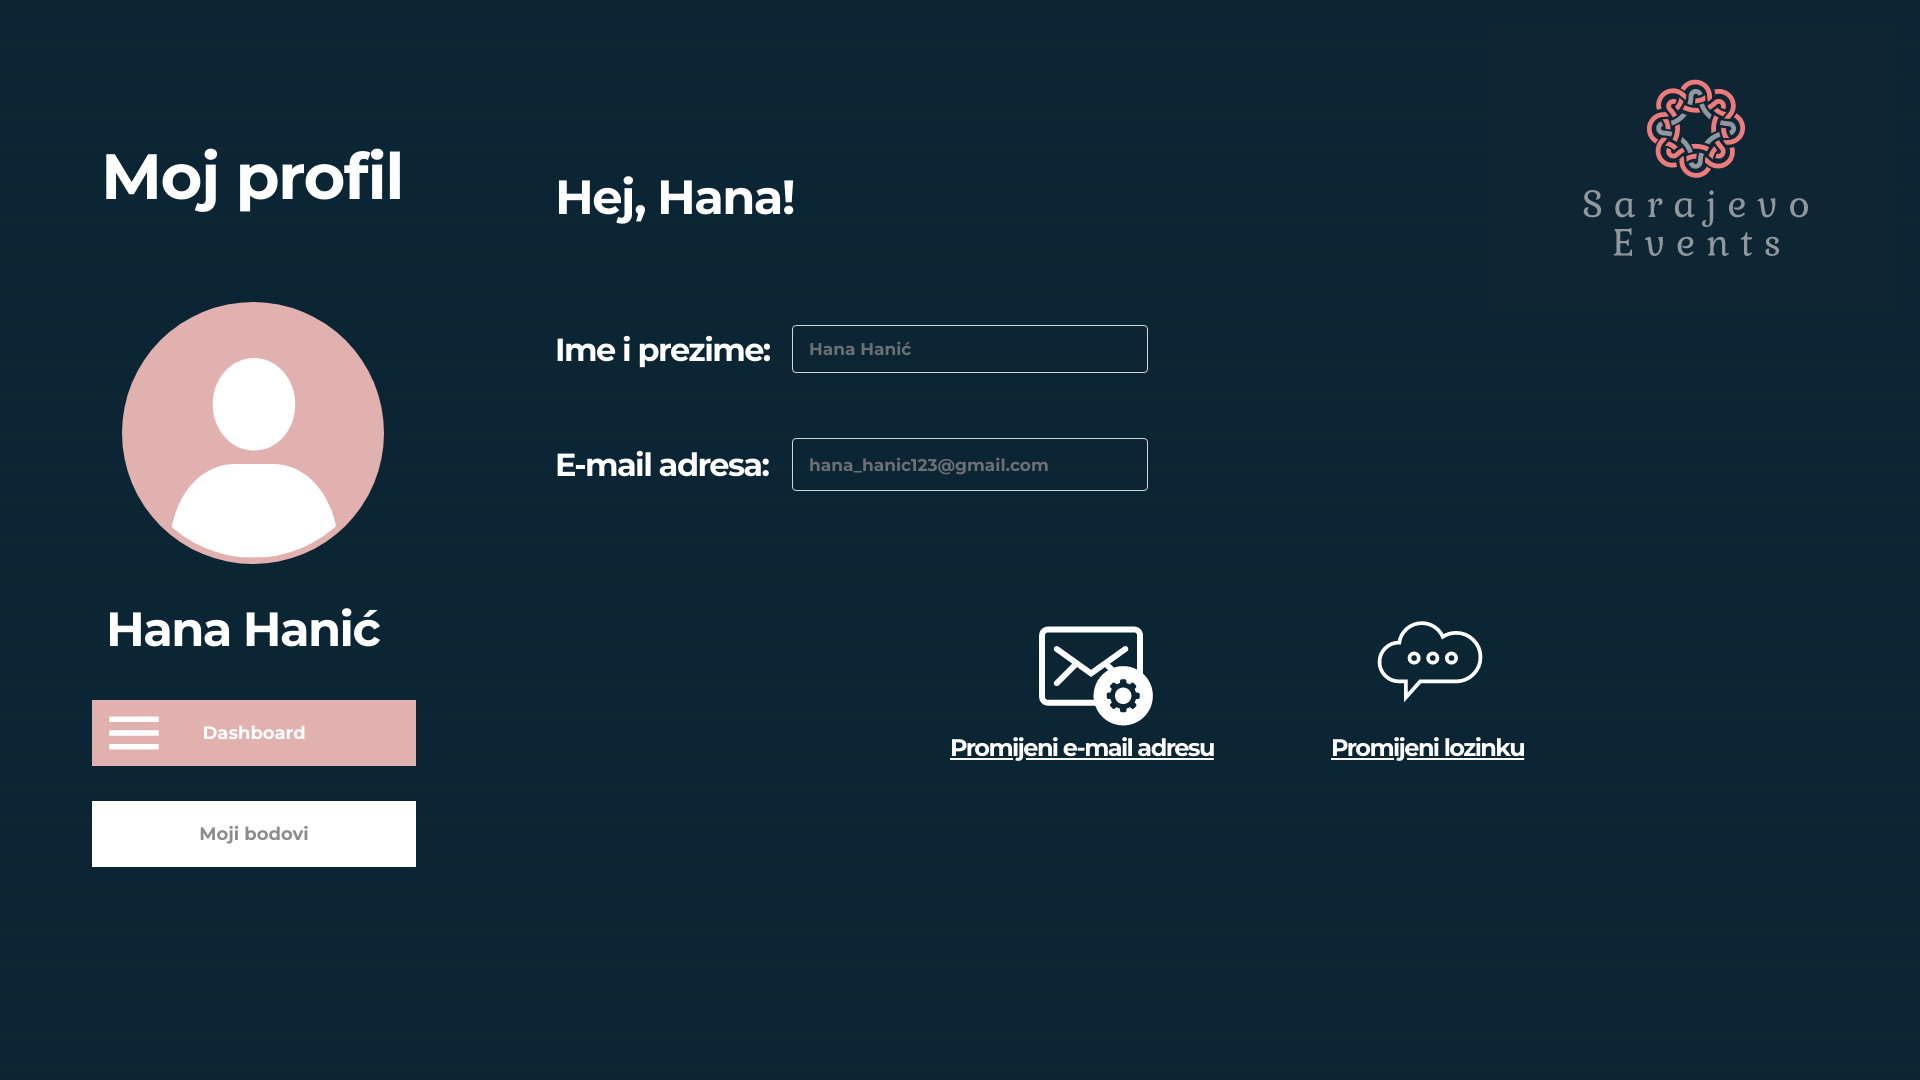 Moj profil
Hej, Hana!
Sarajevo
Events
Ime i prezime:
Hana Hanić
E-mail adresa:
hana_hanic123@gmail.com
Hana Hanić
Dashboard
Moji bodovi
Promijeni e-mail adresu
Promijeni lozinku